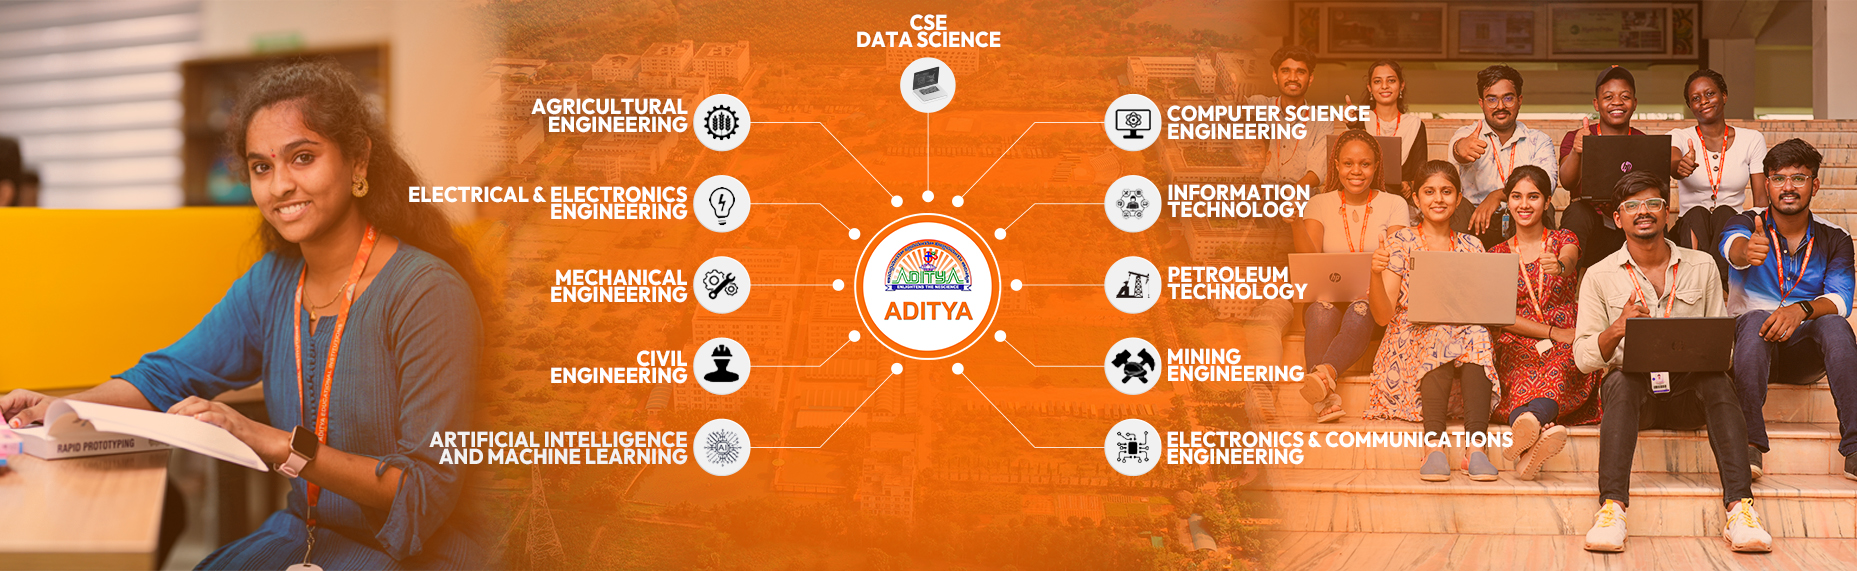 CSE
DATA SCIENCE
AGRICULTURAL
ENGINEERING
ELECTRICAL & ELECTRONICS
ENGINEERING
MECHANICAL
ENGINEERING
CIVIL
ENGINEERING
ARTIFICIAL INTELLIGENCE
AND MACHINE LEARNING
ADITYA
ENLIGHTENS THE NESCIENCE
ADITYA
COMPUTER SCIENCE
ENGINEERING
INFORMATION
TECHNOLOGY
PETROLEUM
TECHNOLOGY
MINING
ENGINEERING
ELECTRONICS & COMMUNICATIONS
ENGINEERING
RAPID PROTOTYPING
hp